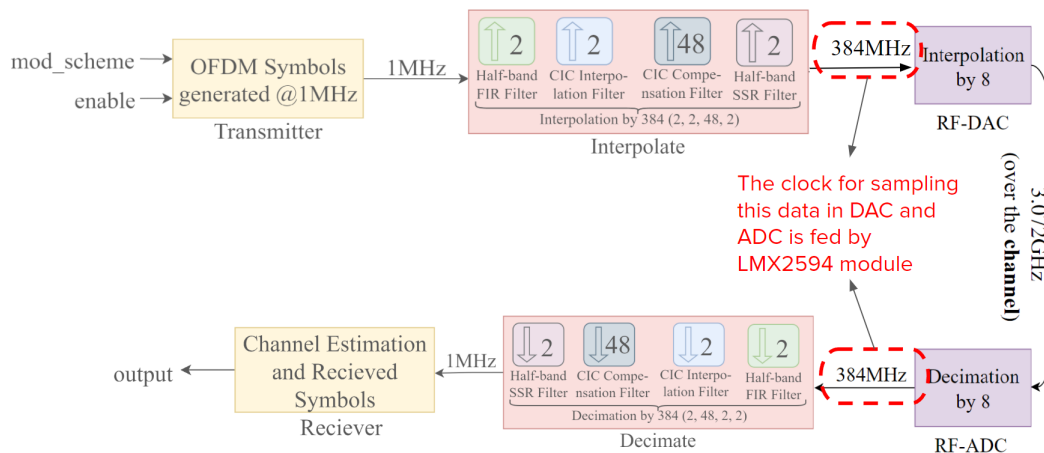 mod_scheme
enable
OFDM Symbols
generated @1MHz
Transmitter
1MHz
2
2
48
2
Half-band
FIR Filter
CIC Interpo-
lation Filter
CIC Compe-
nsation Filter
Half-band
SSR Filter
Interpolation by 384 (2, 2, 48, 2)
Interpolate
384MHz
Interpolation
by 8
RF-DAC
3.072GHz
(over the channel)
The clock for sampling
this data in DAC and
ADC is fed by
LMX2594 module
output
Channel Estimation
and Recieved
Symbols
Reciever
1MHz
2
48
2
2
Half-band
SSR Filter
CIC Compe-
nsation Filter
CIC Interpo-
lation Filter
Half-band
FIR Filter
Decimation by 384 (2, 48, 2, 2)
Decimate
384MHz
Decimation
by 8
RF-ADC